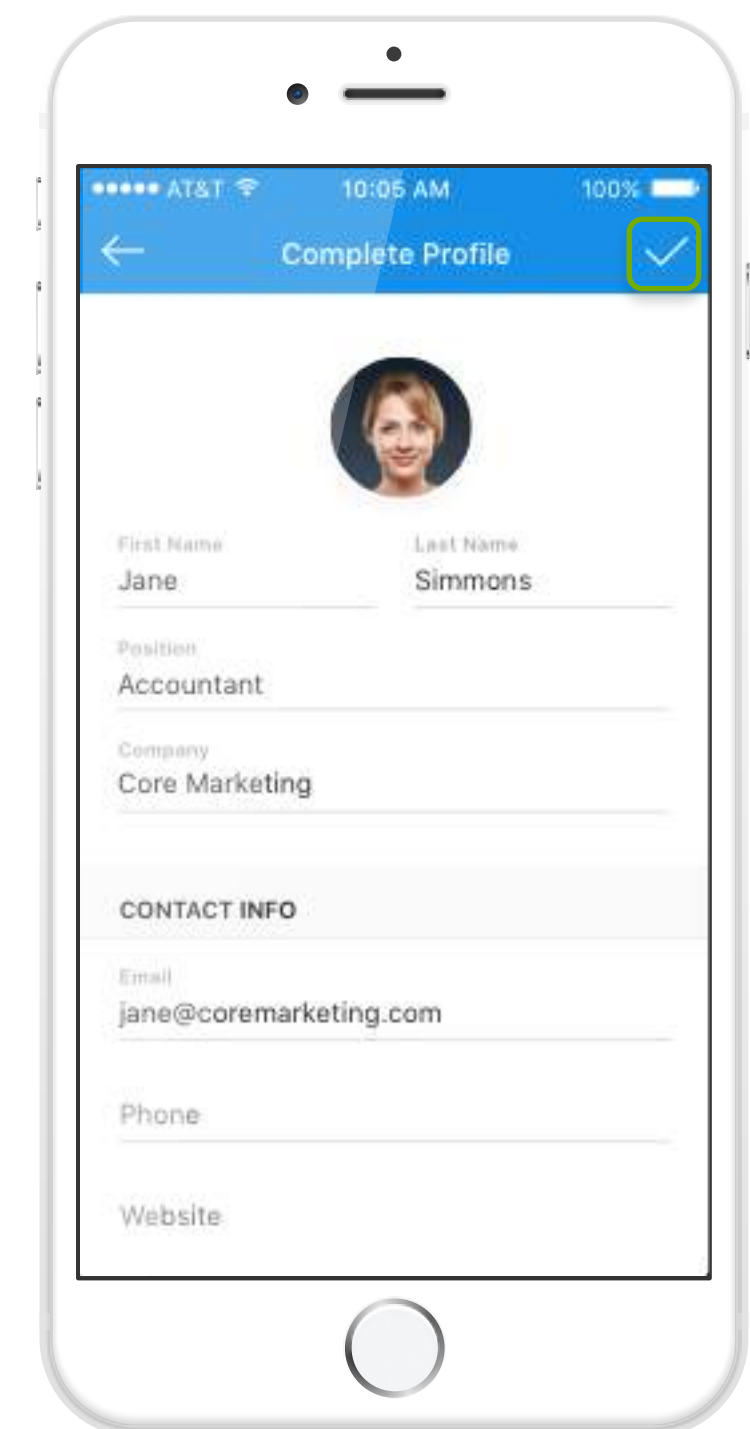 AT&T 10:05 AM 100%
Complete Profile
First Name Last Name
Jane Simmons
Position
Accountant
Company
Core Marketing
CONTACT INFO
Email
jane@coremarketing.com
Phone
Website